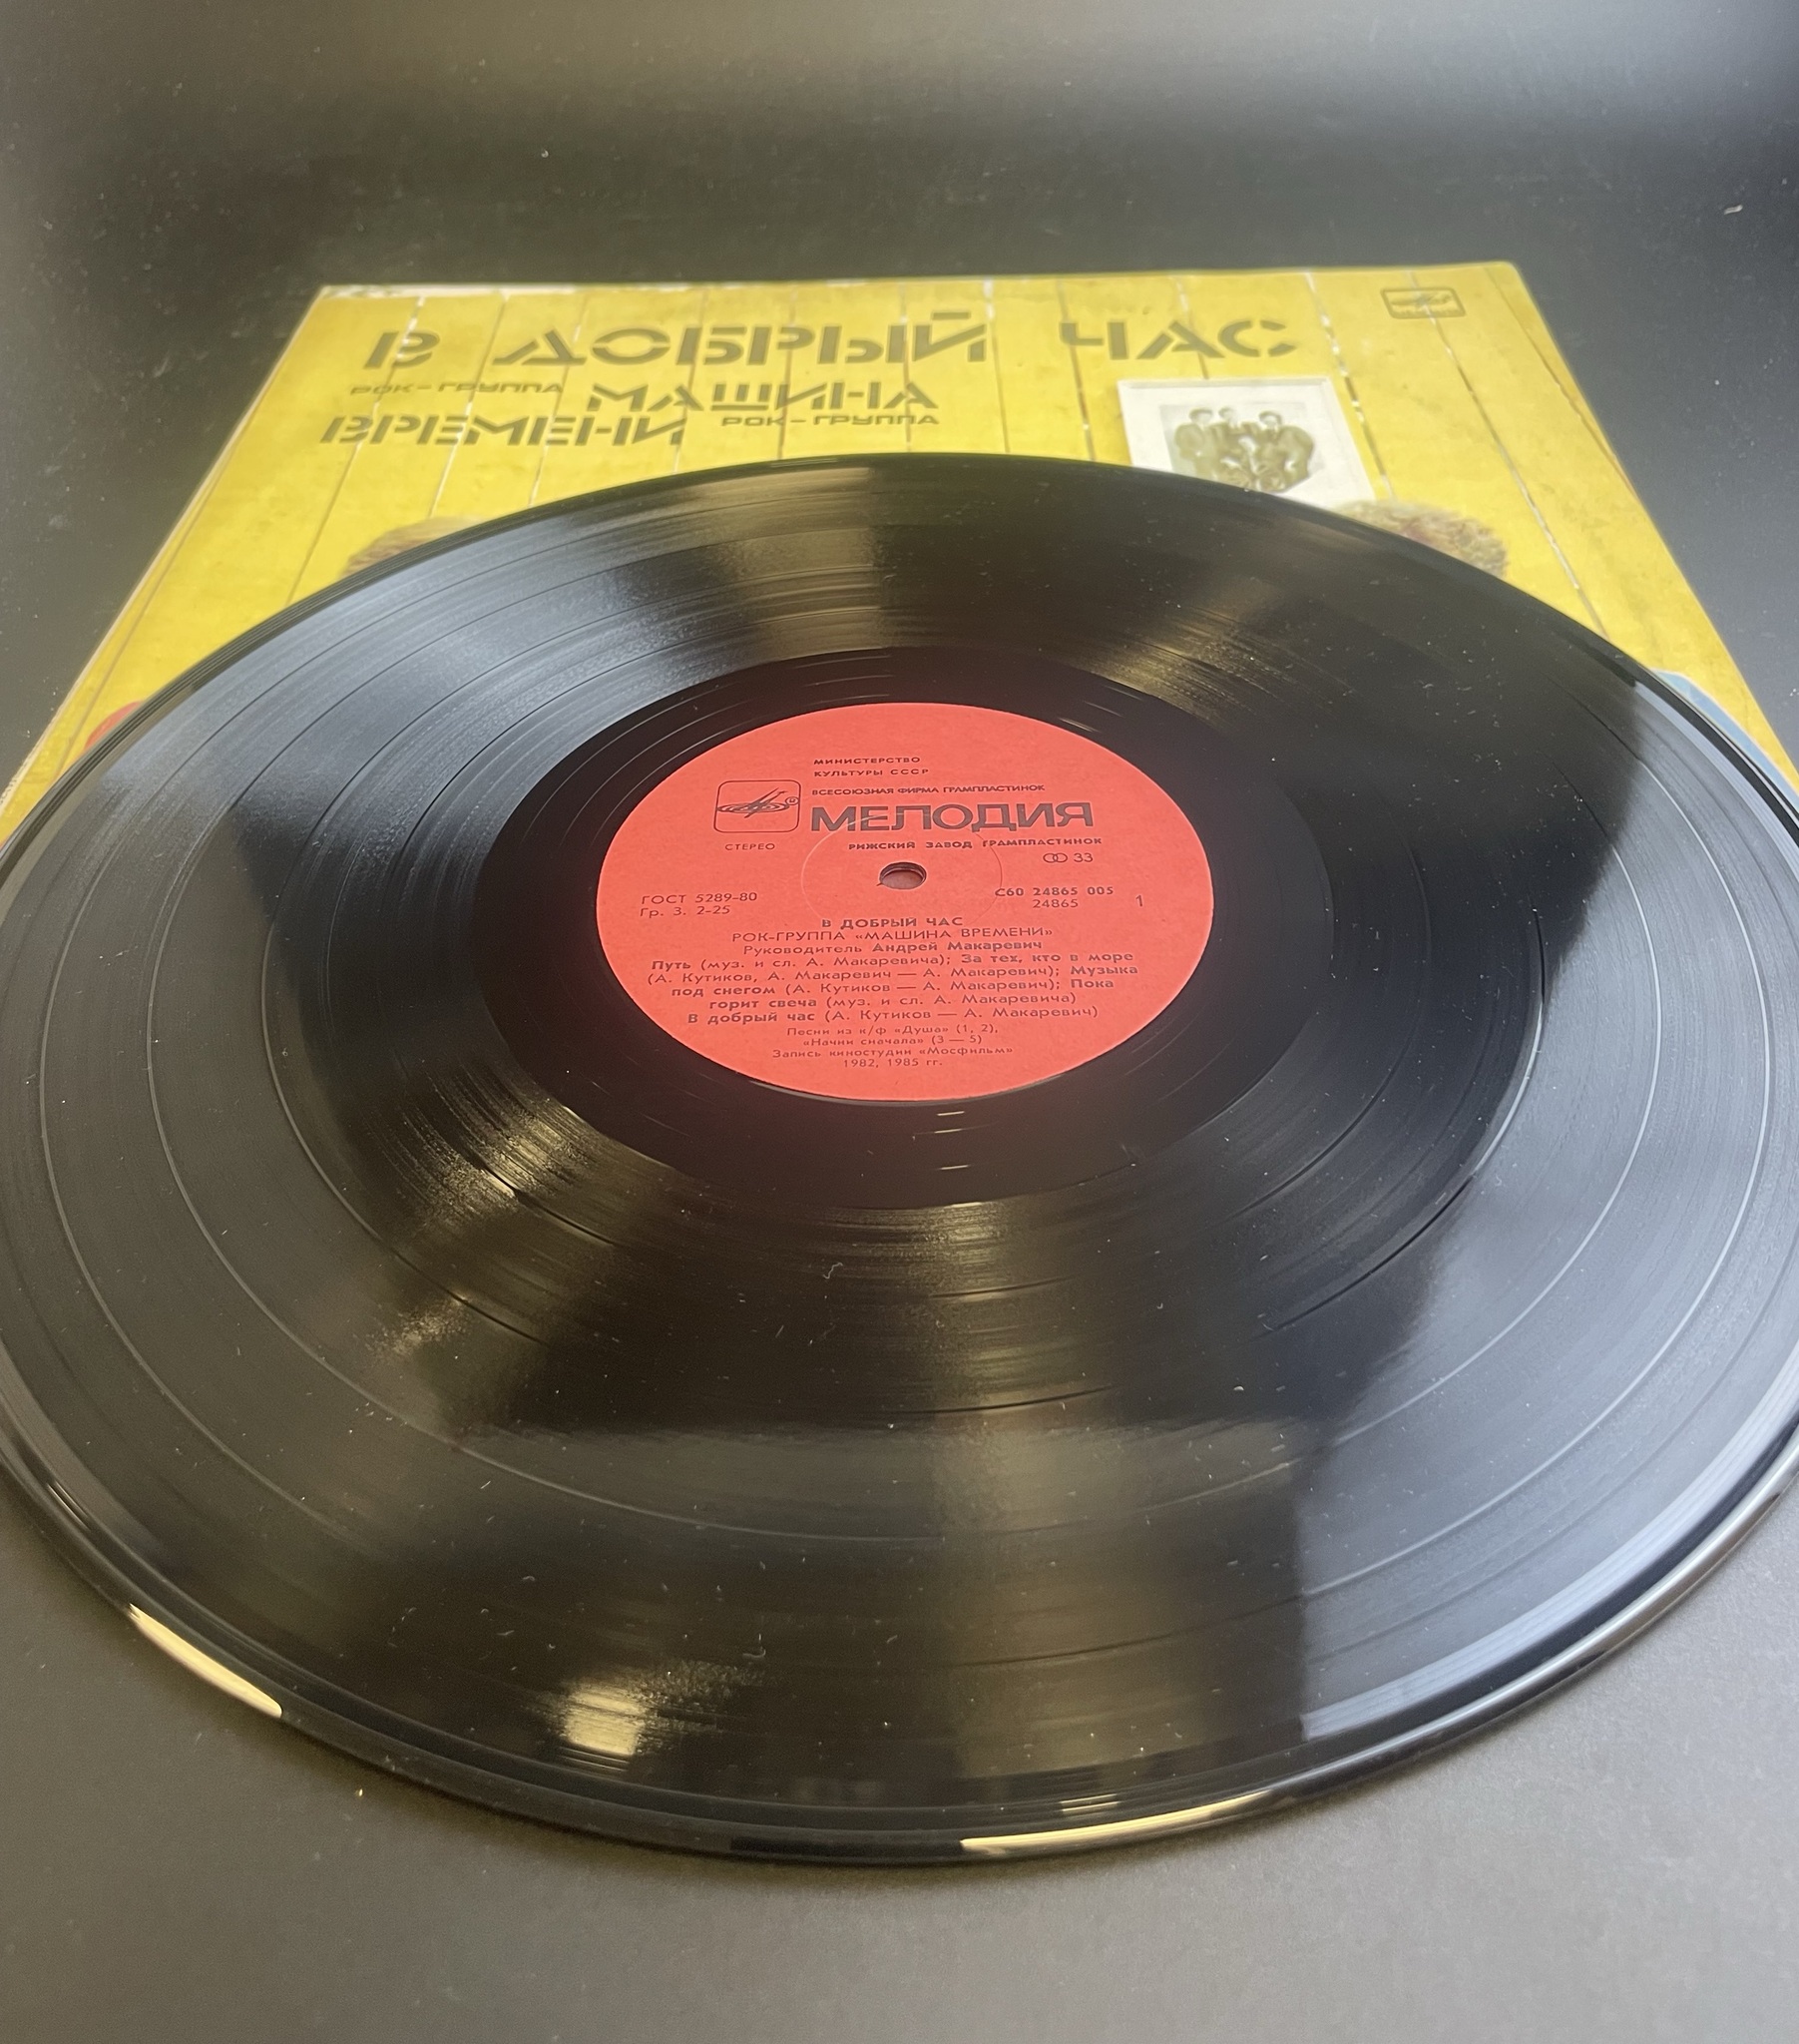 В ДОБРЫЙ ЧАС
РОК-ГРУППА МАШИНА
ВРЕМЕНИ РОК-ГРУППА
МИНИСТЕРСТВО
КУЛЬТУРЫ СССР
ВСЕСОЮЗНАЯ ФИРМА ГРАМПЛАСТИНОК
МЕЛОДИЯ
СТЕРЕО
РИЖСКИЙ ЗАВОД ГРАМПЛАСТИНОК
33
ГОСТ 5289-80
Гр. 3. 2-25
С60 24865 005
24865
1
В ДОБРЫЙ ЧАС
РОК-ГРУППА «МАШИНА ВРЕМЕНИ»
Руководитель Андрей Макаревич
Путь (муз. и сл. А. Макаревича); За тех, кто в море
(А. Кутиков, А. Макаревич — А. Макаревич); Музыка
под снегом (А. Кутиков — А. Макаревич); Пока
горит свеча (муз. и сл. А. Макаревича)
В добрый час (А. Кутиков — А. Макаревич)
Песни из к/ф «Душа» (1, 2),
«Начни сначала» (3 — 5)
Запись киностудии «Мосфильм»
1982, 1985 гг.